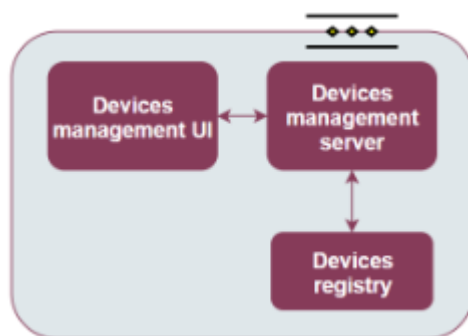 Devices
management UI
Devices
management
server
Devices
registry